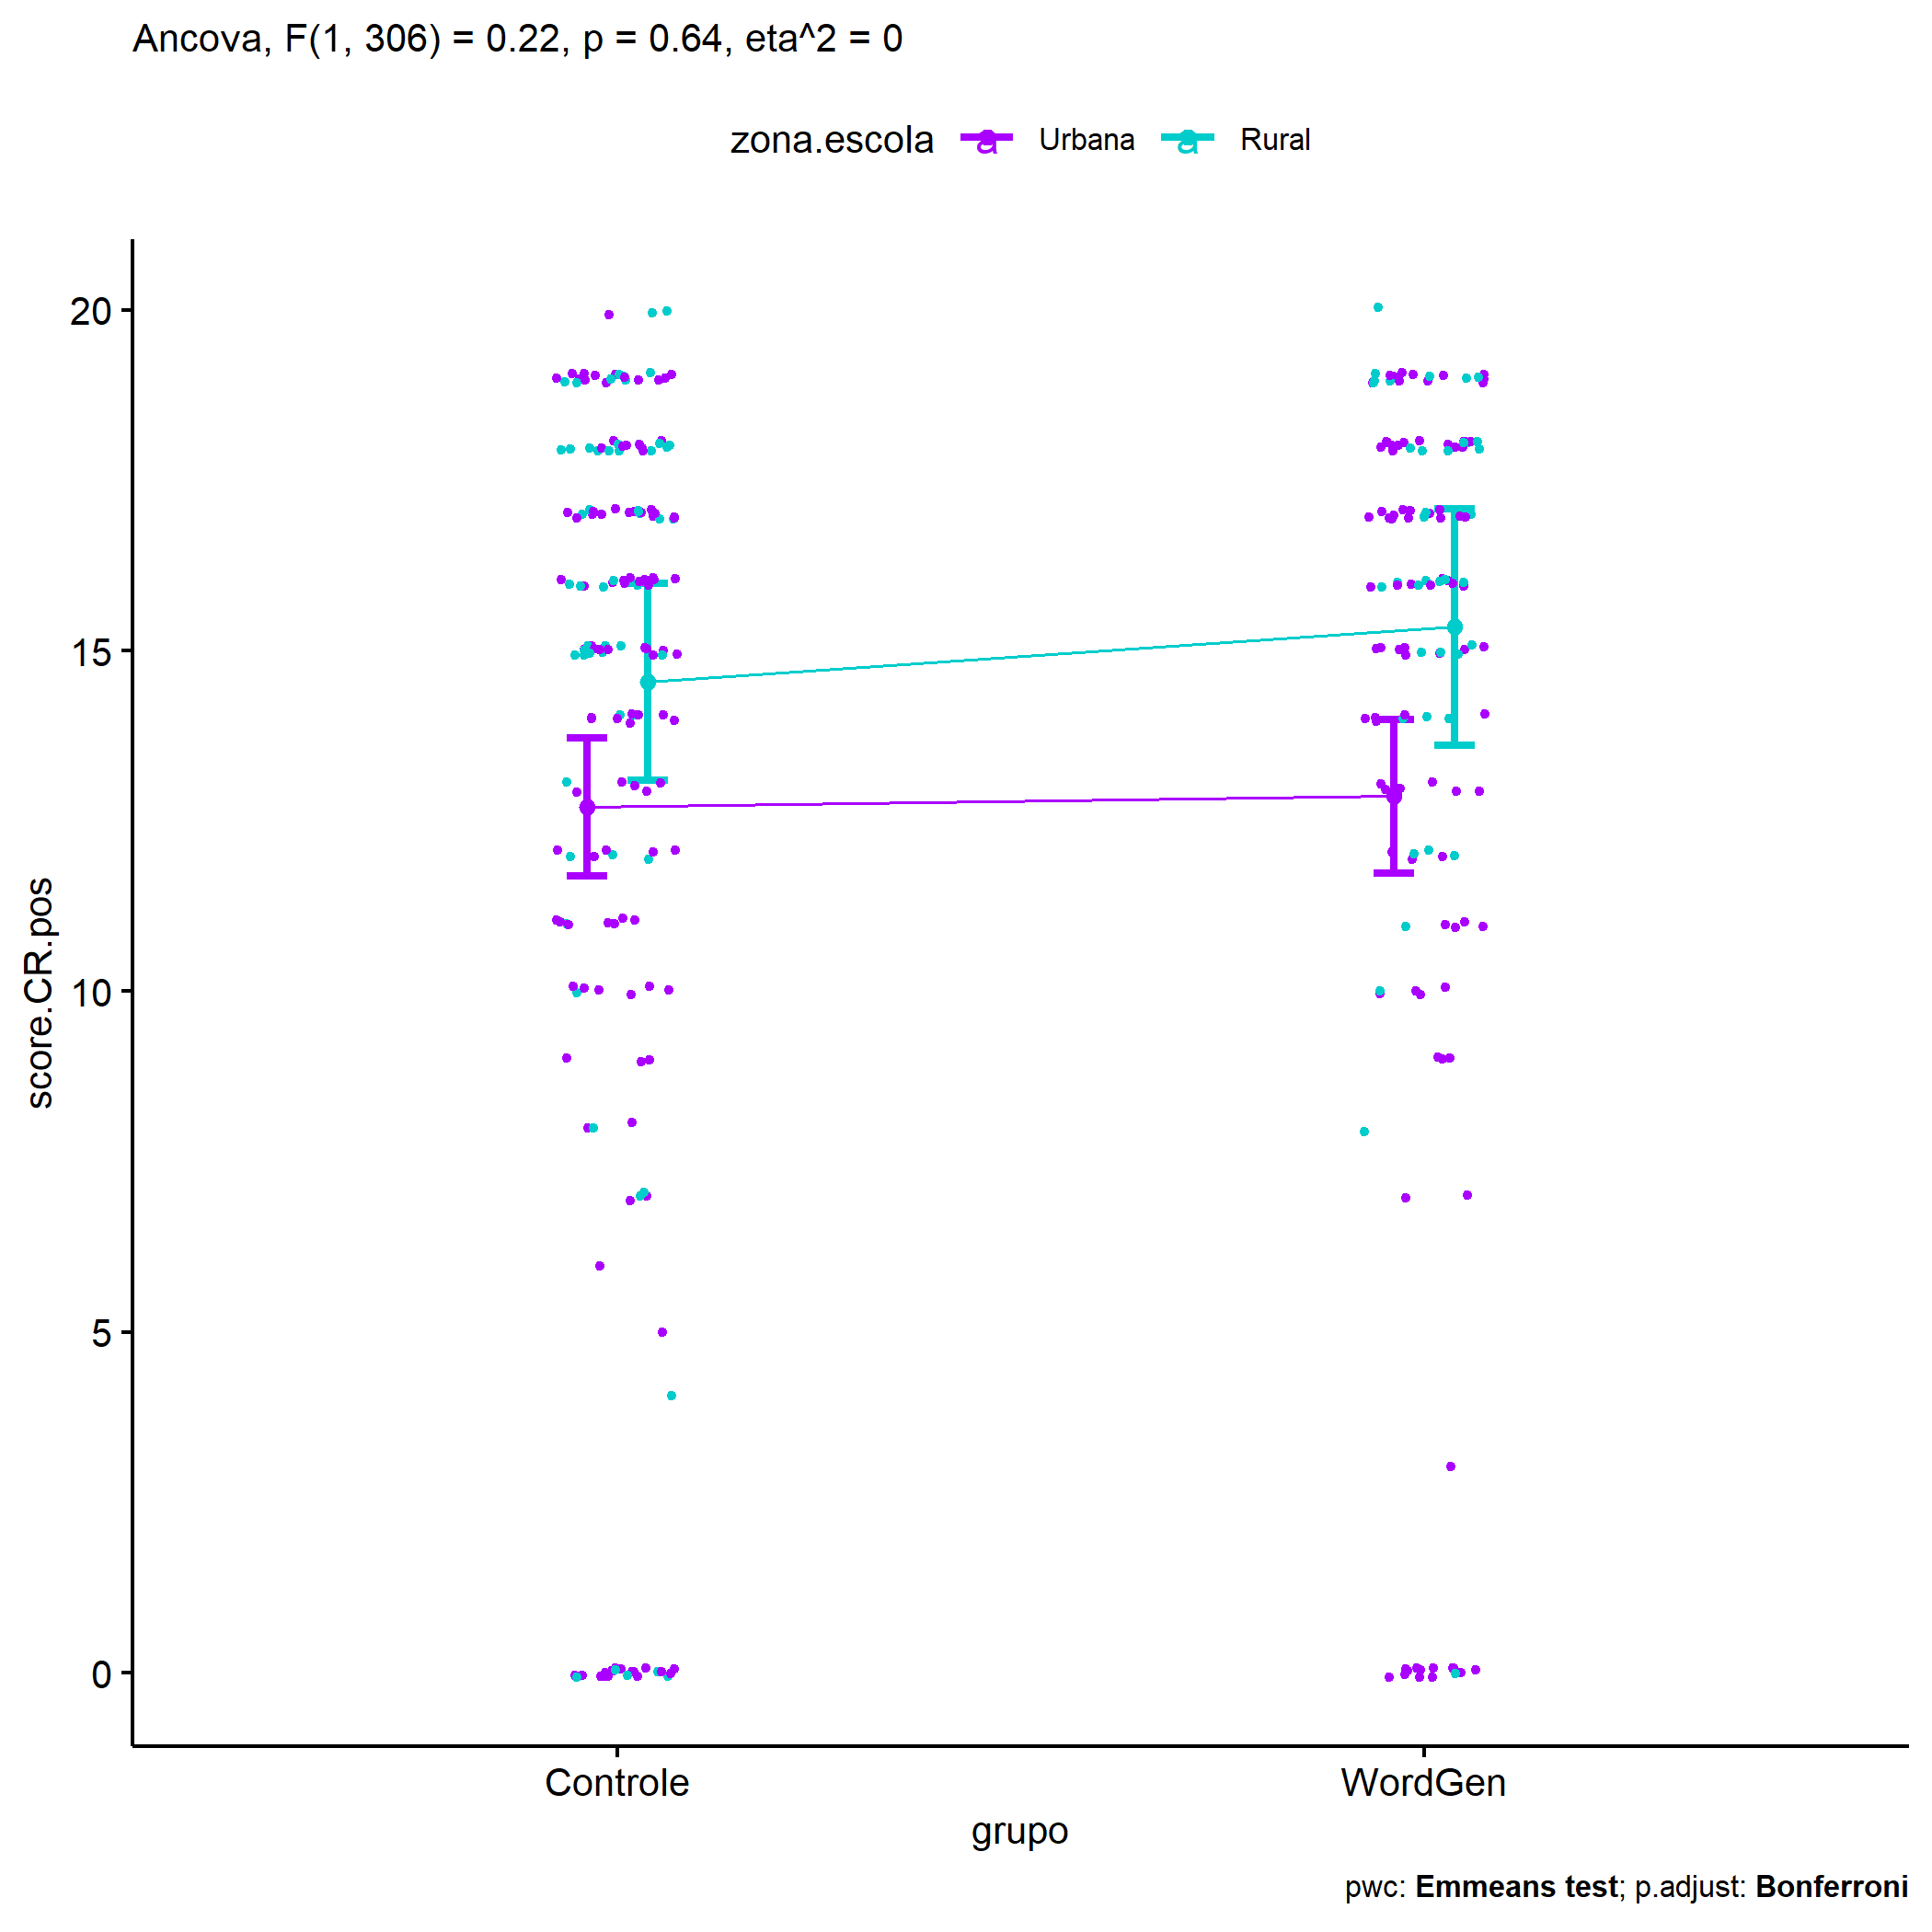 Ancova, F(1, 306) = 0.22, p = 0.64, eta^2 = 0
zona.escola a Urbana a Rural
20
15
10
5
0
score.CR.pos
Controle WordGen
grupo
pwc: Emmeans test; p.adjust: Bonferroni